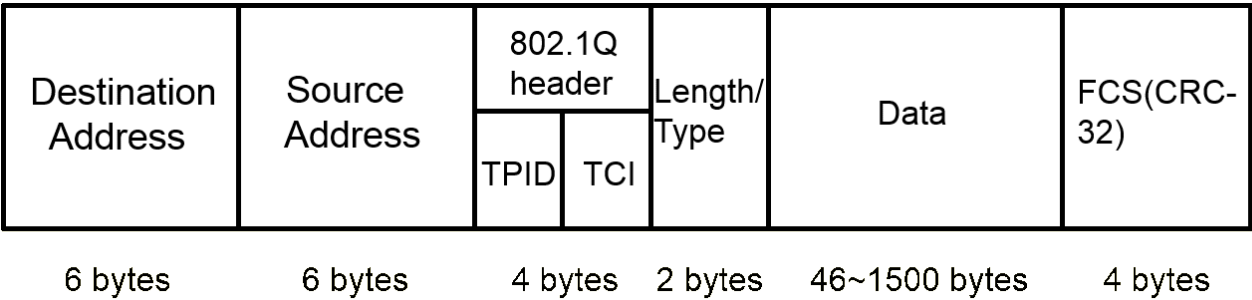 Destination
Address
Source
Address
802.1Q
header
TPID
TCI
Length/
Type
Data
FCS(CRC-
32)
6 bytes
6 bytes
4 bytes
2 bytes
46~1500 bytes
4 bytes